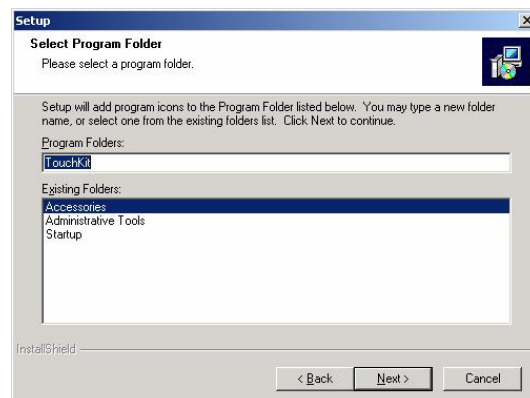 Setup
Select Program Folder
Please select a program folder.
Setup will add program icons to the Program Folder listed below. You may type a new folder
name, or select one from the existing folders list. Click Next to continue.
Program Folders:
TouchKit
Existing Folders:
Accessories
Administrative Tools
Startup
InstallShield
< Back
Next >
Cancel